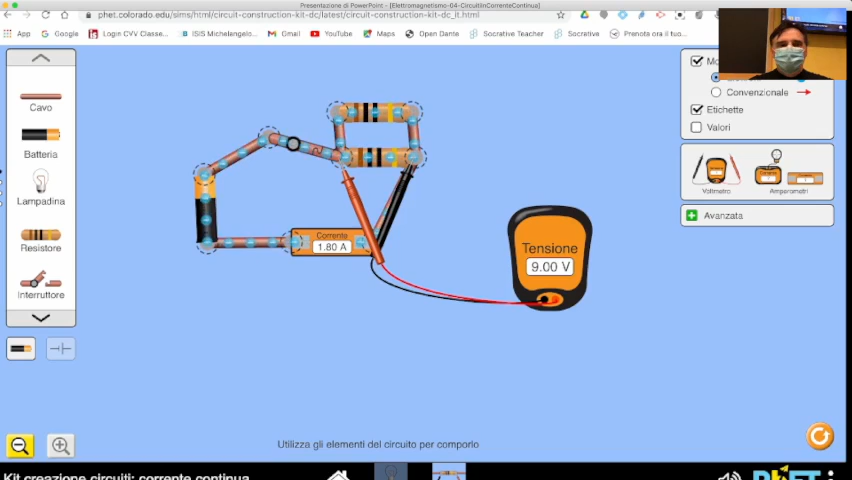 Presentazione di PowerPoint - [Elettromagnetismo-04-CircuitiInCorrenteContinua]
phet.colorado.edu/sims/html/circuit-construction-kit-dc/latest/circuit-construction-kit-dc_it.html
App
Google
Login CVV Classe...
ISIS Michelangelo...
Gmail
YouTube
Maps
Open Dante
Socrative Teacher
Socrative
Prenota ora il tuo...
Cavo
Batteria
Lampadina
Resistore
Interruttore
Corrente
1.80 A
Tensione
9.00 V
Convenzionale
Etichette
Valori
Voltmetro
Amperometri
Avanzata
Utilizza gli elementi del circuito per comporlo
Kit creazione circuiti: corrente continua
PhET